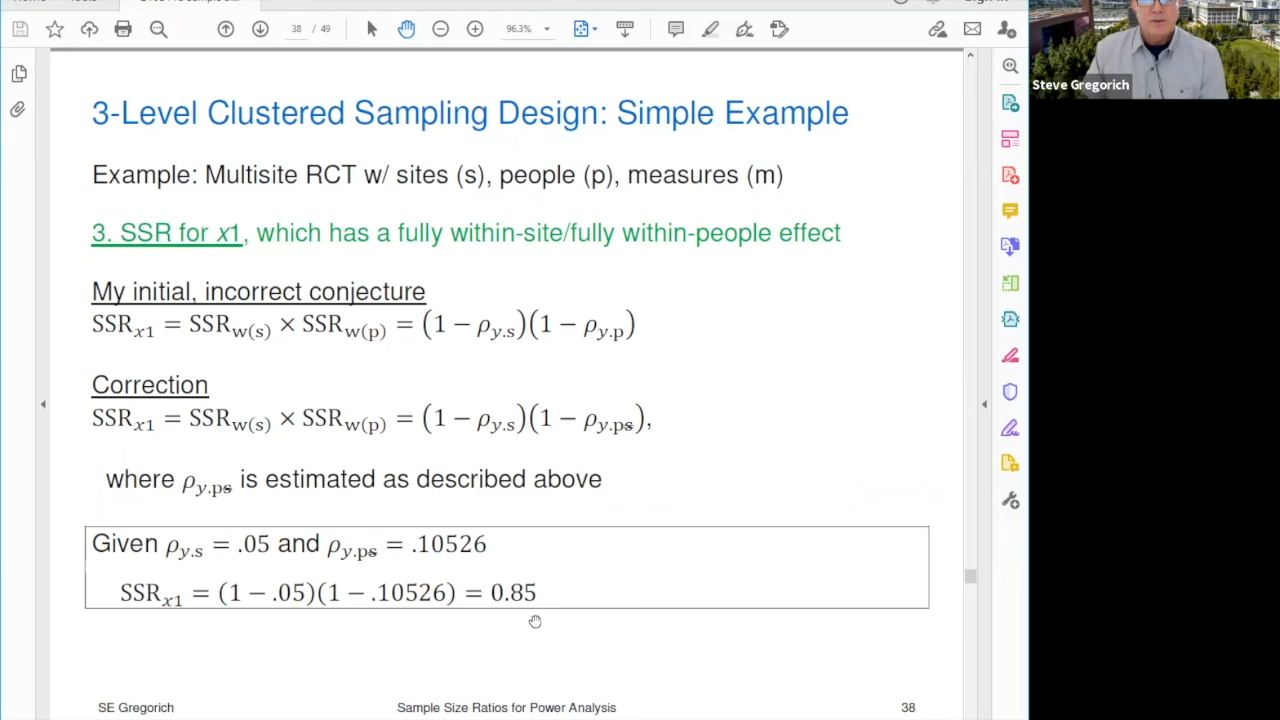 38 / 49
96.3%
Steve Gregorich
3-Level Clustered Sampling Design: Simple Example
Example: Multisite RCT w/ sites (s), people (p), measures (m)
3. SSR for x1, which has a fully within-site/fully within-people effect
My initial, incorrect conjecture
SSRₓ₁ = SSR_w(s) × SSR_w(p) = (1 − ρ_y.s)(1 − ρ_y.p)
Correction
SSRₓ₁ = SSR_w(s) × SSR_w(p) = (1 − ρ_y.s)(1 − ρ_y.ps̶),
where ρ_y.ps̶ is estimated as described above
Given ρ_y.s = .05 and ρ_y.ps̶ = .10526
SSRₓ₁ = (1 − .05)(1 − .10526) = 0.85
SE Gregorich
Sample Size Ratios for Power Analysis
38